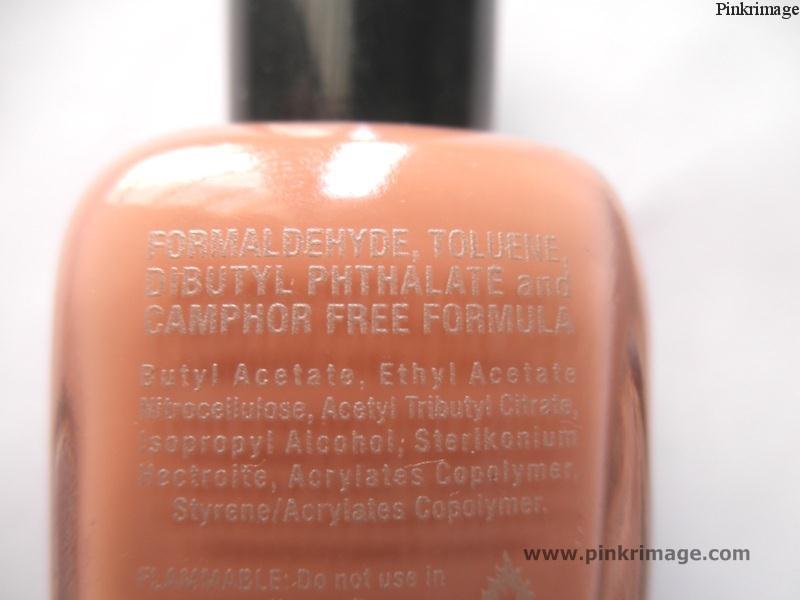 Pinkrimage
FORMALDEHYDE, TOLUENE,
DIBUTYL PHTHALATE and
CAMPHOR FREE FORMULA
Butyl Acetate, Ethyl Acetate
Nitrocellulose, Acetyl Tributyl Citrate,
Isopropyl Alcohol, Sterlkonium
Hectroite, Acrylates Copolymer.
Styrene/Acrylates Copolymer.
www.pinkrimage.com
FLAMMABLE: Do not use in